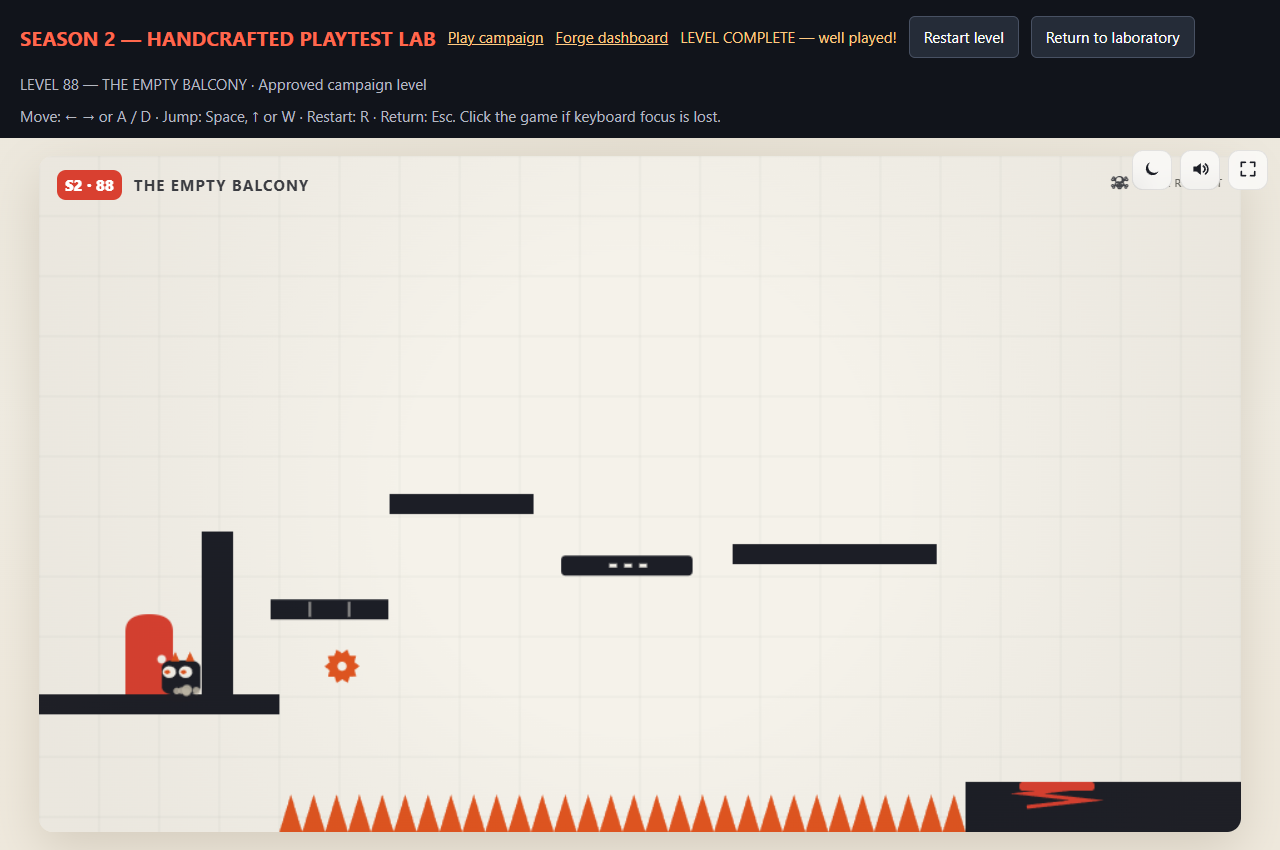 SEASON 2 — HANDCRAFTED PLAYTEST LAB Play campaign Forge dashboard LEVEL COMPLETE — well played! Restart level Return to laboratory
LEVEL 88 — THE EMPTY BALCONY · Approved campaign level
Move: ← → or A / D · Jump: Space, ↑ or W · Restart: R · Return: Esc. Click the game if keyboard focus is lost.
S2 · 88 THE EMPTY BALCONY